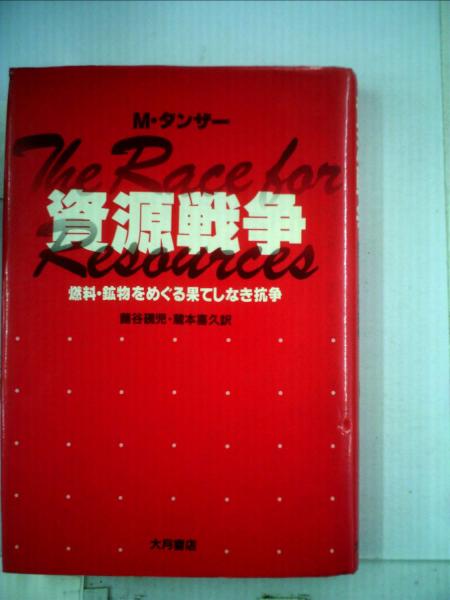 M・タンザー
The Race for
資源戦争
Resources
燃料・鉱物をめぐる果てしなき抗争
大月書店